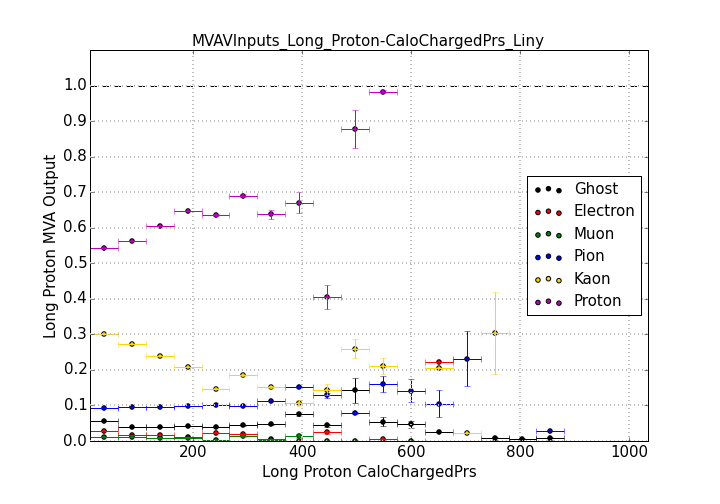 MVAVInputs_Long_Proton-CaloChargedPrs_Liny
Long Proton MVA Output
1.0
0.9
0.8
0.7
0.6
0.5
0.4
0.3
0.2
0.1
0.0
Ghost
Electron
Muon
Pion
Kaon
Proton
200
400
600
800
1000
Long Proton CaloChargedPrs